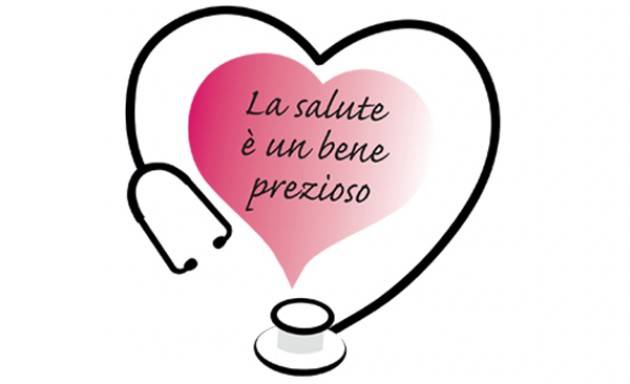 La salute
è un bene
prezioso